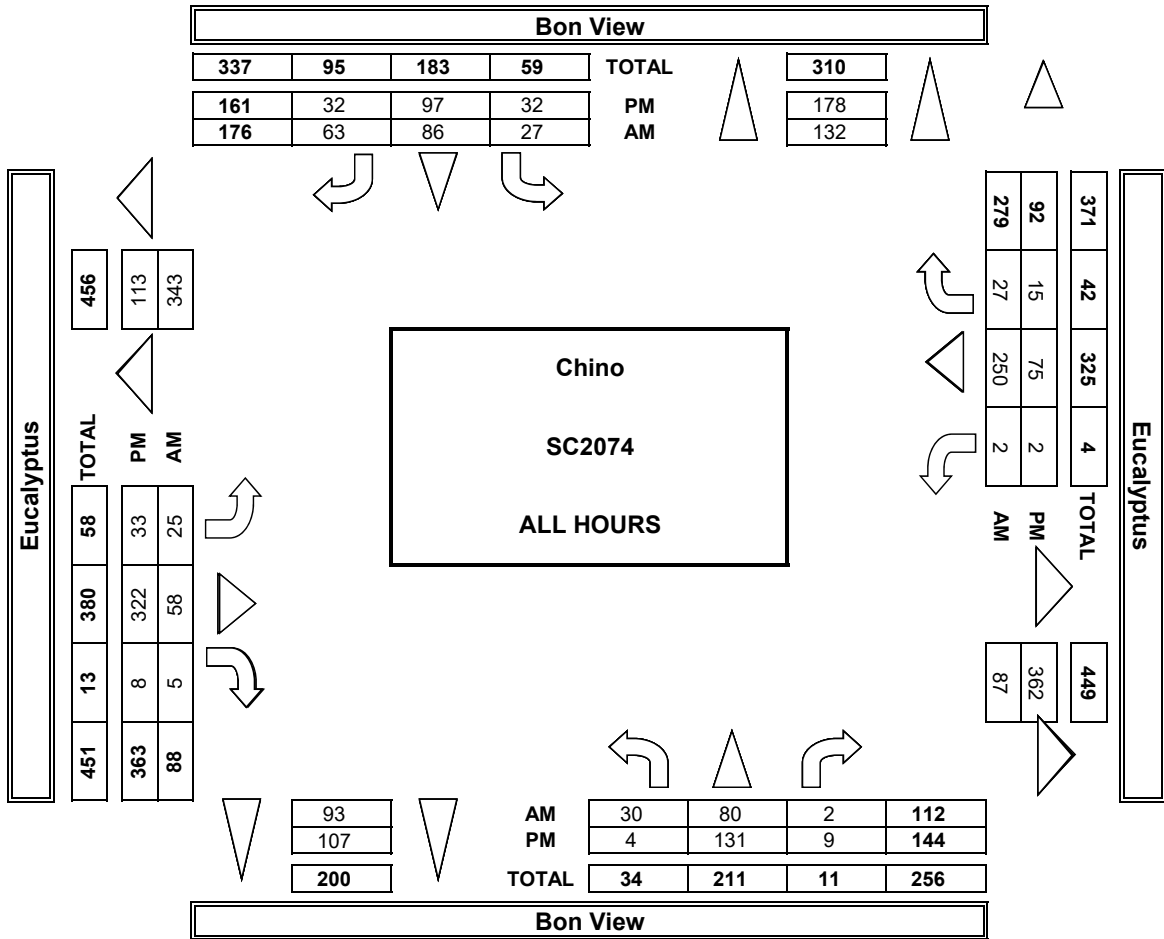 Bon View
337 95 183 59 TOTAL 310
161 32 97 32 PM 178
176 63 86 27 AM 132
Eucalyptus
456
113
343
TOTAL
PM
AM
58 380 13 451
33 322 8 363
25 58 5 88
Chino
SC2074
ALL HOURS
279 27 250 2 AM 87
92 15 75 2 PM 362
371 42 325 4 TOTAL 449
Eucalyptus
93 AM 30 80 2 112
107 PM 4 131 9 144
200 TOTAL 34 211 11 256
Bon View